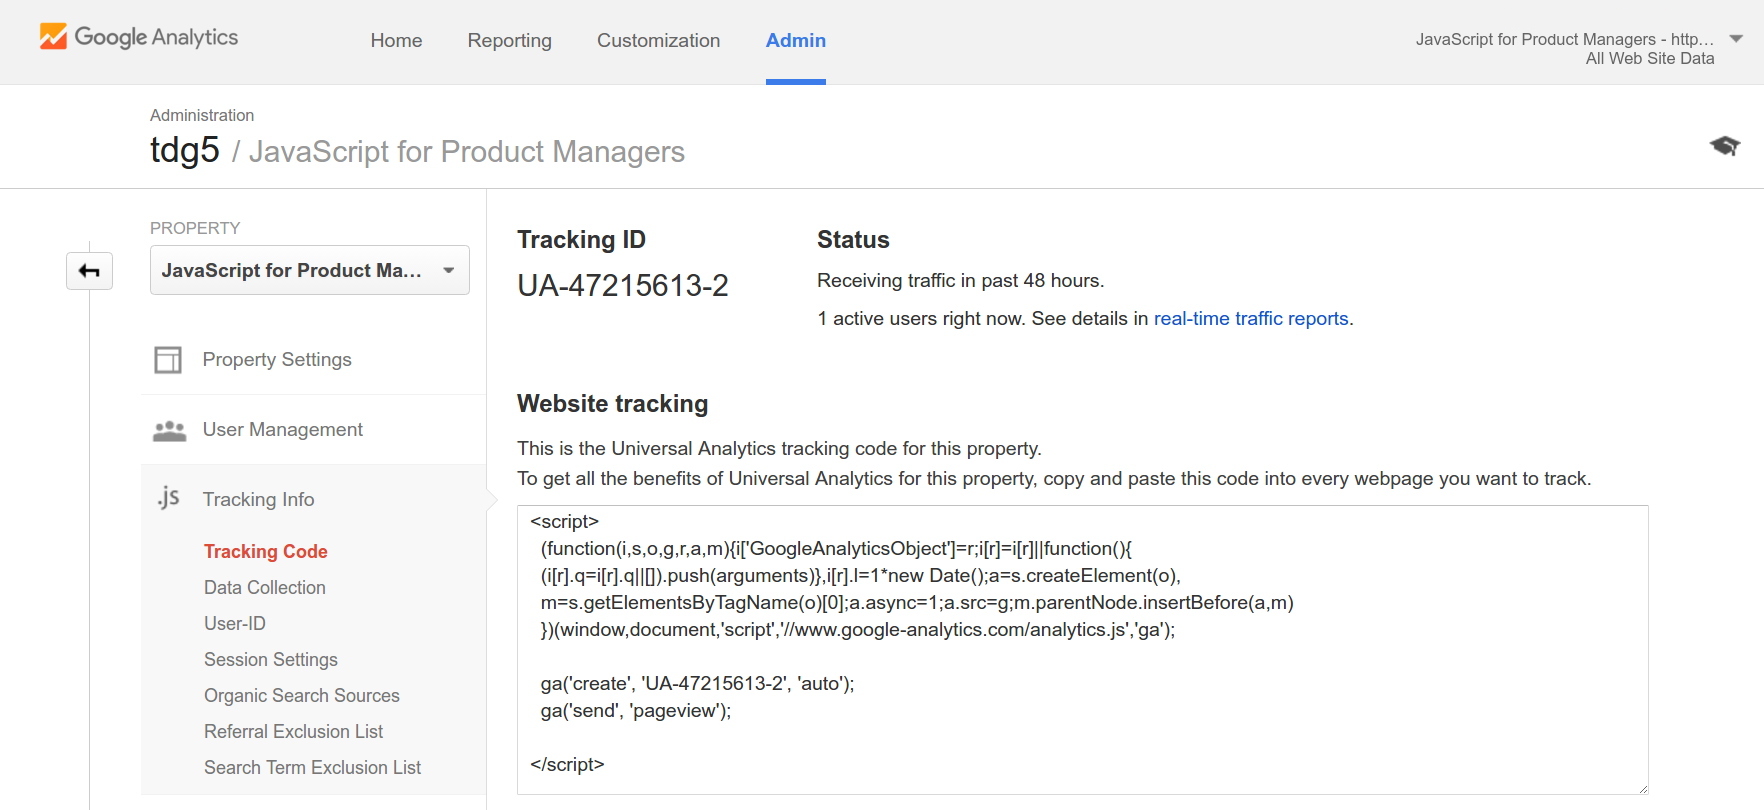 Google Analytics
Home
Reporting
Customization
Admin
JavaScript for Product Managers - http...
All Web Site Data
Administration
tdg5 / JavaScript for Product Managers
PROPERTY
JavaScript for Product Ma...
Property Settings
User Management
.js Tracking Info
Tracking Code
Data Collection
User-ID
Session Settings
Organic Search Sources
Referral Exclusion List
Search Term Exclusion List
Tracking ID
UA-47215613-2
Status
Receiving traffic in past 48 hours.
1 active users right now. See details in real-time traffic reports.
Website tracking
This is the Universal Analytics tracking code for this property.
To get all the benefits of Universal Analytics for this property, copy and paste this code into every webpage you want to track.
<script>
(function(i,s,o,g,r,a,m){i['GoogleAnalyticsObject']=r;i[r]=i[r]||function(){
(i[r].q=i[r].q||[]).push(arguments)},i[r].l=1*new Date();a=s.createElement(o),
m=s.getElementsByTagName(o)[0];a.async=1;a.src=g;m.parentNode.insertBefore(a,m)
})(window,document,'script','//www.google-analytics.com/analytics.js','ga');
ga('create', 'UA-47215613-2', 'auto');
ga('send', 'pageview');
</script>